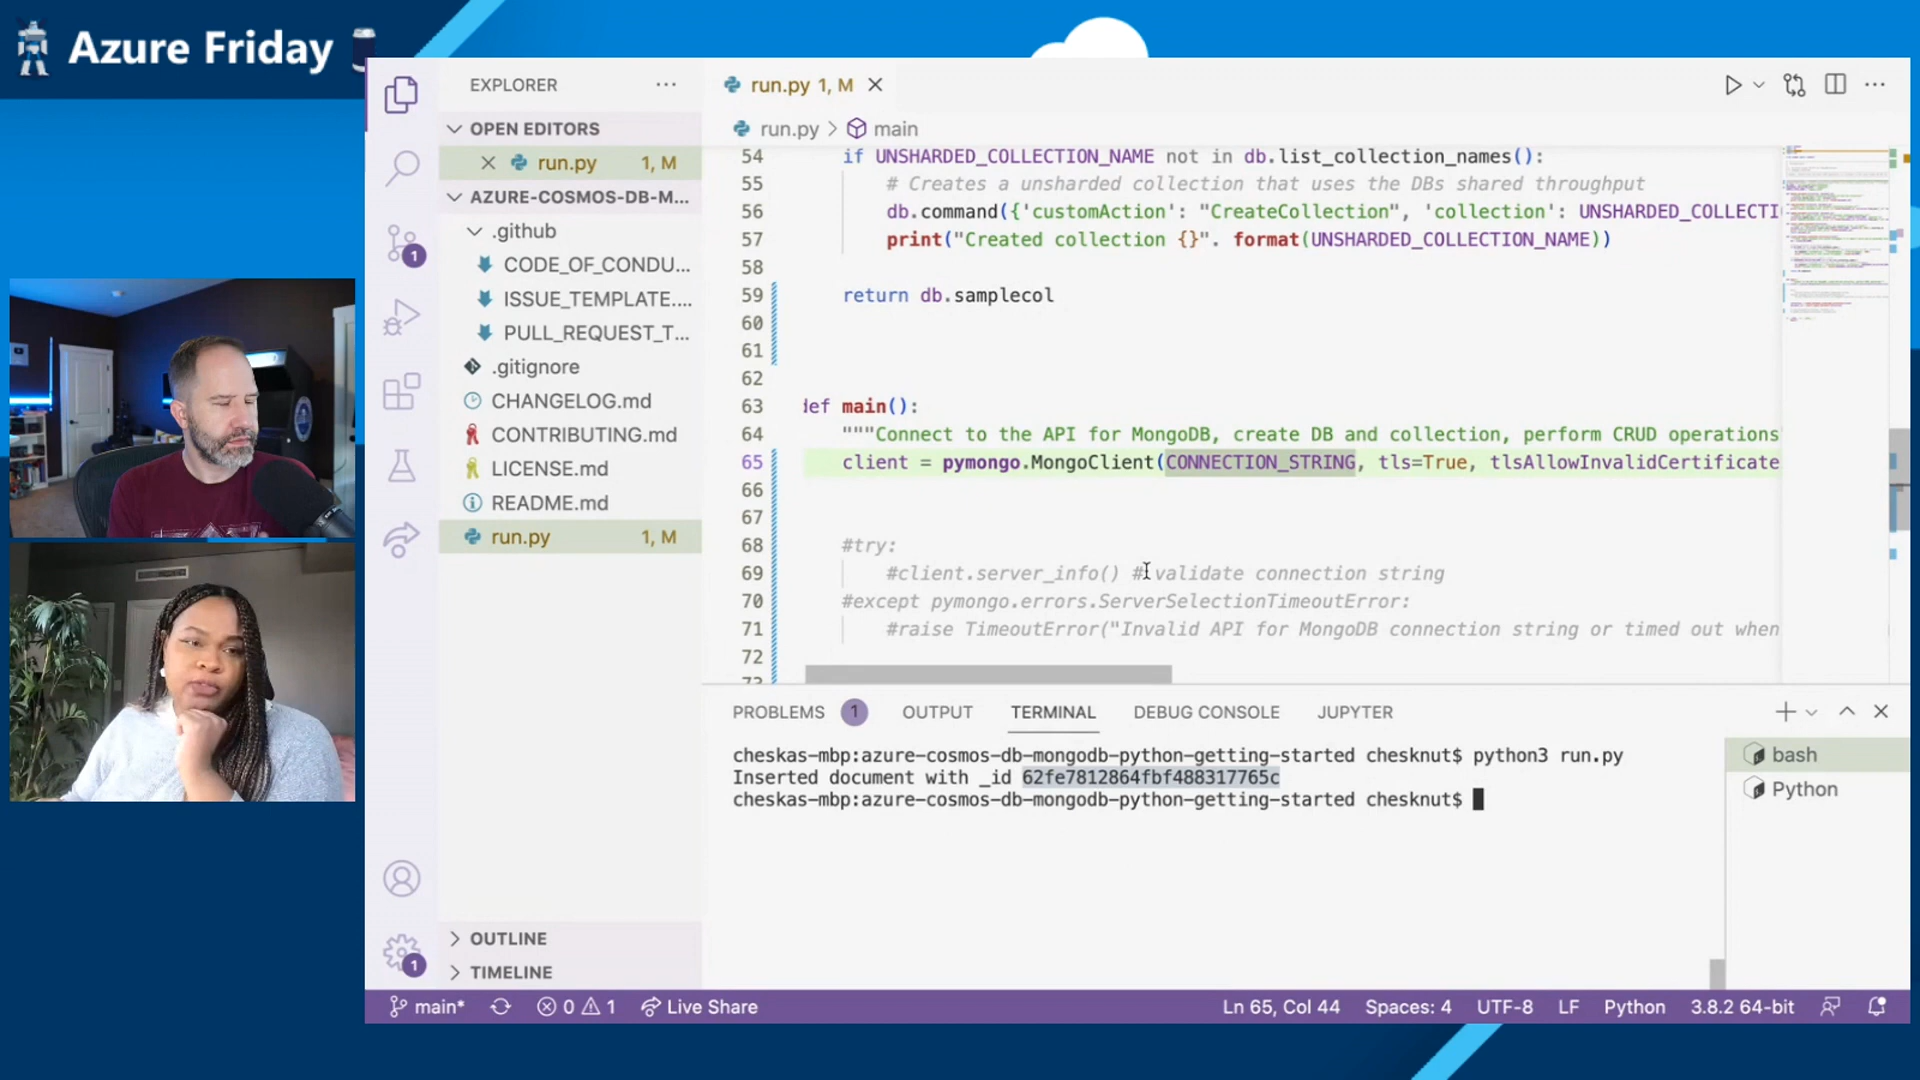 Azure Friday
EXPLORER
OPEN EDITORS
run.py 1, M
AZURE-COSMOS-DB-M...
.github
CODE_OF_CONDU...
ISSUE_TEMPLATE....
PULL_REQUEST_T...
.gitignore
CHANGELOG.md
CONTRIBUTING.md
LICENSE.md
README.md
run.py 1, M
OUTLINE
TIMELINE
1
1
run.py 1, M
run.py > main
54 if UNSHARDED_COLLECTION_NAME not in db.list_collection_names():
55 # Creates a unsharded collection that uses the DBs shared throughput
56 db.command({'customAction': "CreateCollection", 'collection': UNSHARDED_COLLECTI
57 print("Created collection {}". format(UNSHARDED_COLLECTION_NAME))
58
59 return db.samplecol
60
61
62
63 def main():
64 """Connect to the API for MongoDB, create DB and collection, perform CRUD operations
65 client = pymongo.MongoClient(CONNECTION_STRING, tls=True, tlsAllowInvalidCertificate
66
67
68 #try:
69 #client.server_info() # validate connection string
70 #except pymongo.errors.ServerSelectionTimeoutError:
71 #raise TimeoutError("Invalid API for MongoDB connection string or timed out when
72
PROBLEMS 1 OUTPUT TERMINAL DEBUG CONSOLE JUPYTER
cheskas-mbp:azure-cosmos-db-mongodb-python-getting-started chesknut$ python3 run.py
Inserted document with _id 62fe7812864fbf488317765c
cheskas-mbp:azure-cosmos-db-mongodb-python-getting-started chesknut$
bash
Python
main* 0 1 Live Share Ln 65, Col 44 Spaces: 4 UTF-8 LF Python 3.8.2 64-bit